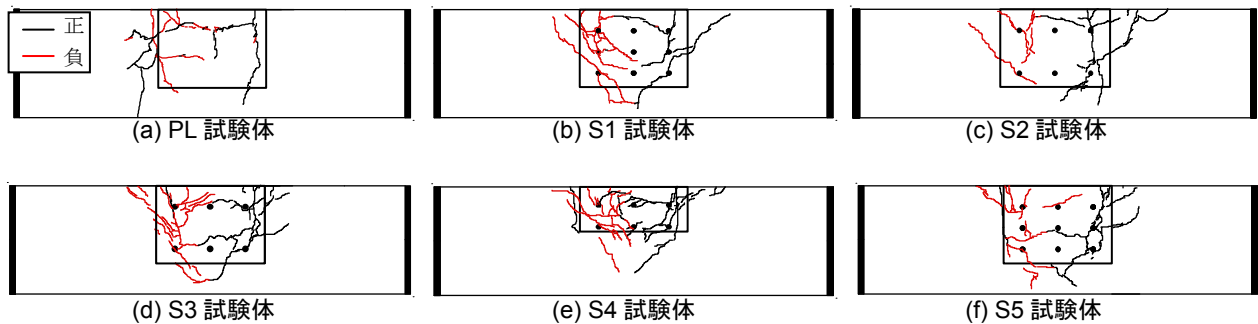 正
負
(a) PL 試験体
(b) S1 試験体
(c) S2 試験体
(d) S3 試験体
(e) S4 試験体
(f) S5 試験体